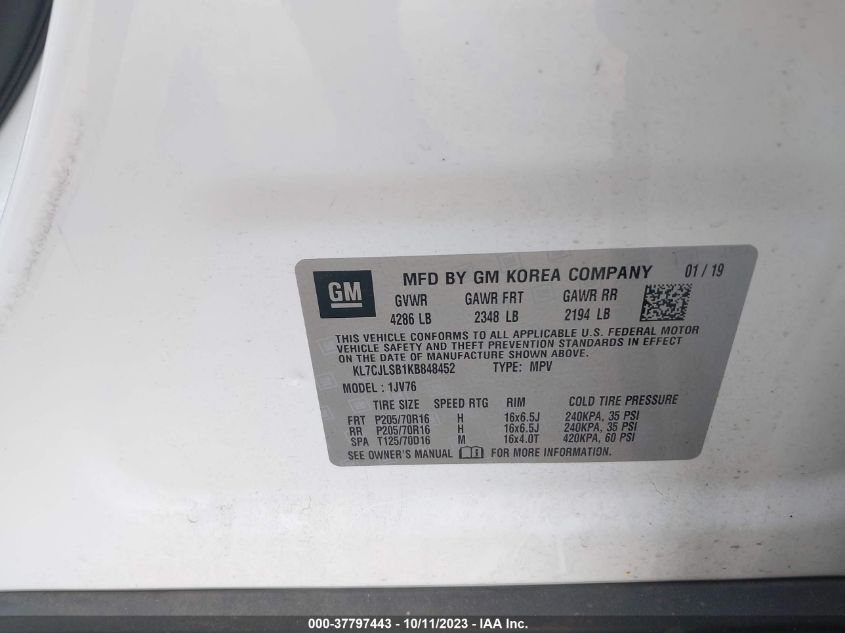 GM
MFD BY GM KOREA COMPANY 01/19
GVWR GAWR FRT GAWR RR
4286 LB 2348 LB 2194 LB
THIS VEHICLE CONFORMS TO ALL APPLICABLE U.S. FEDERAL MOTOR
VEHICLE SAFETY AND THEFT PREVENTION STANDARDS IN EFFECT
ON THE DATE OF MANUFACTURE SHOWN ABOVE.
KL7CJLSB1KB848452 TYPE: MPV
MODEL : 1JV76
TIRE SIZE SPEED RTG RIM COLD TIRE PRESSURE
FRT P205/70R16 H 16x6.5J 240KPA, 35 PSI
RR P205/70R16 H 16x6.5J 240KPA, 35 PSI
SPA T125/70D16 M 16x4.0T 420KPA, 60 PSI
SEE OWNER'S MANUAL FOR MORE INFORMATION.
000-37797443 - 10/11/2023 - IAA Inc.